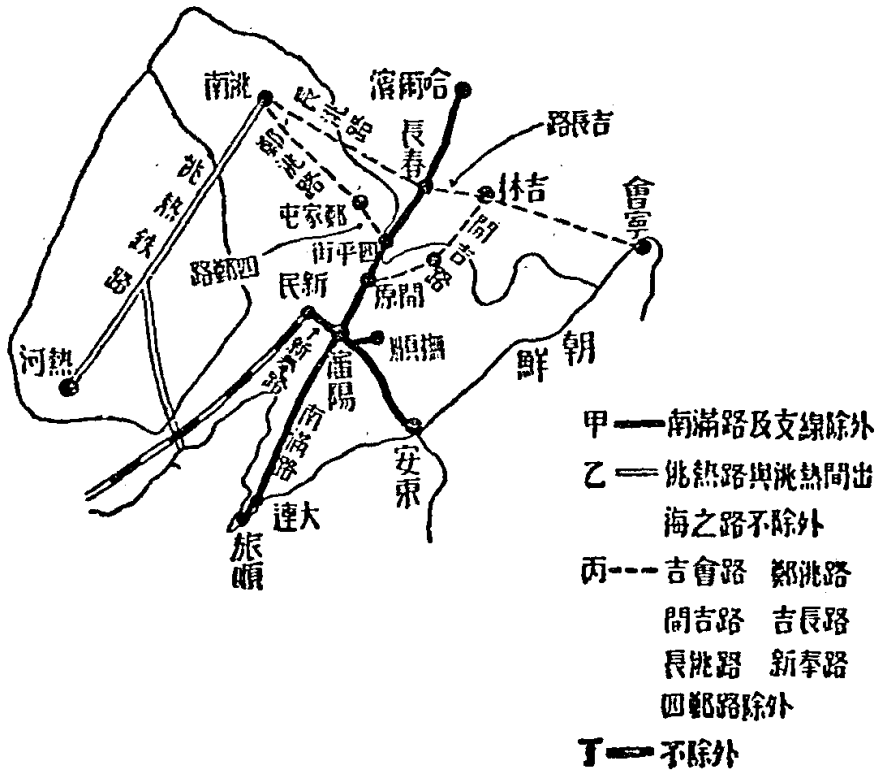 洮南
長洮路
哈爾濱
長春
吉長路
鄭洮路
吉林
會寧
洮熱鉄路
鄭家屯
開吉路
四平街
四鄭路
新民
開原
撫順
新奉路
瀋陽
朝鮮
熱河
南滿路
安東
大連
旅順
甲 南滿路及支線除外
乙 洮熱路與洮熱間出
海之路不除外
丙 吉會路 鄭洮路
開吉路 吉長路
長洮路 新奉路
四鄭路除外
丁 不除外